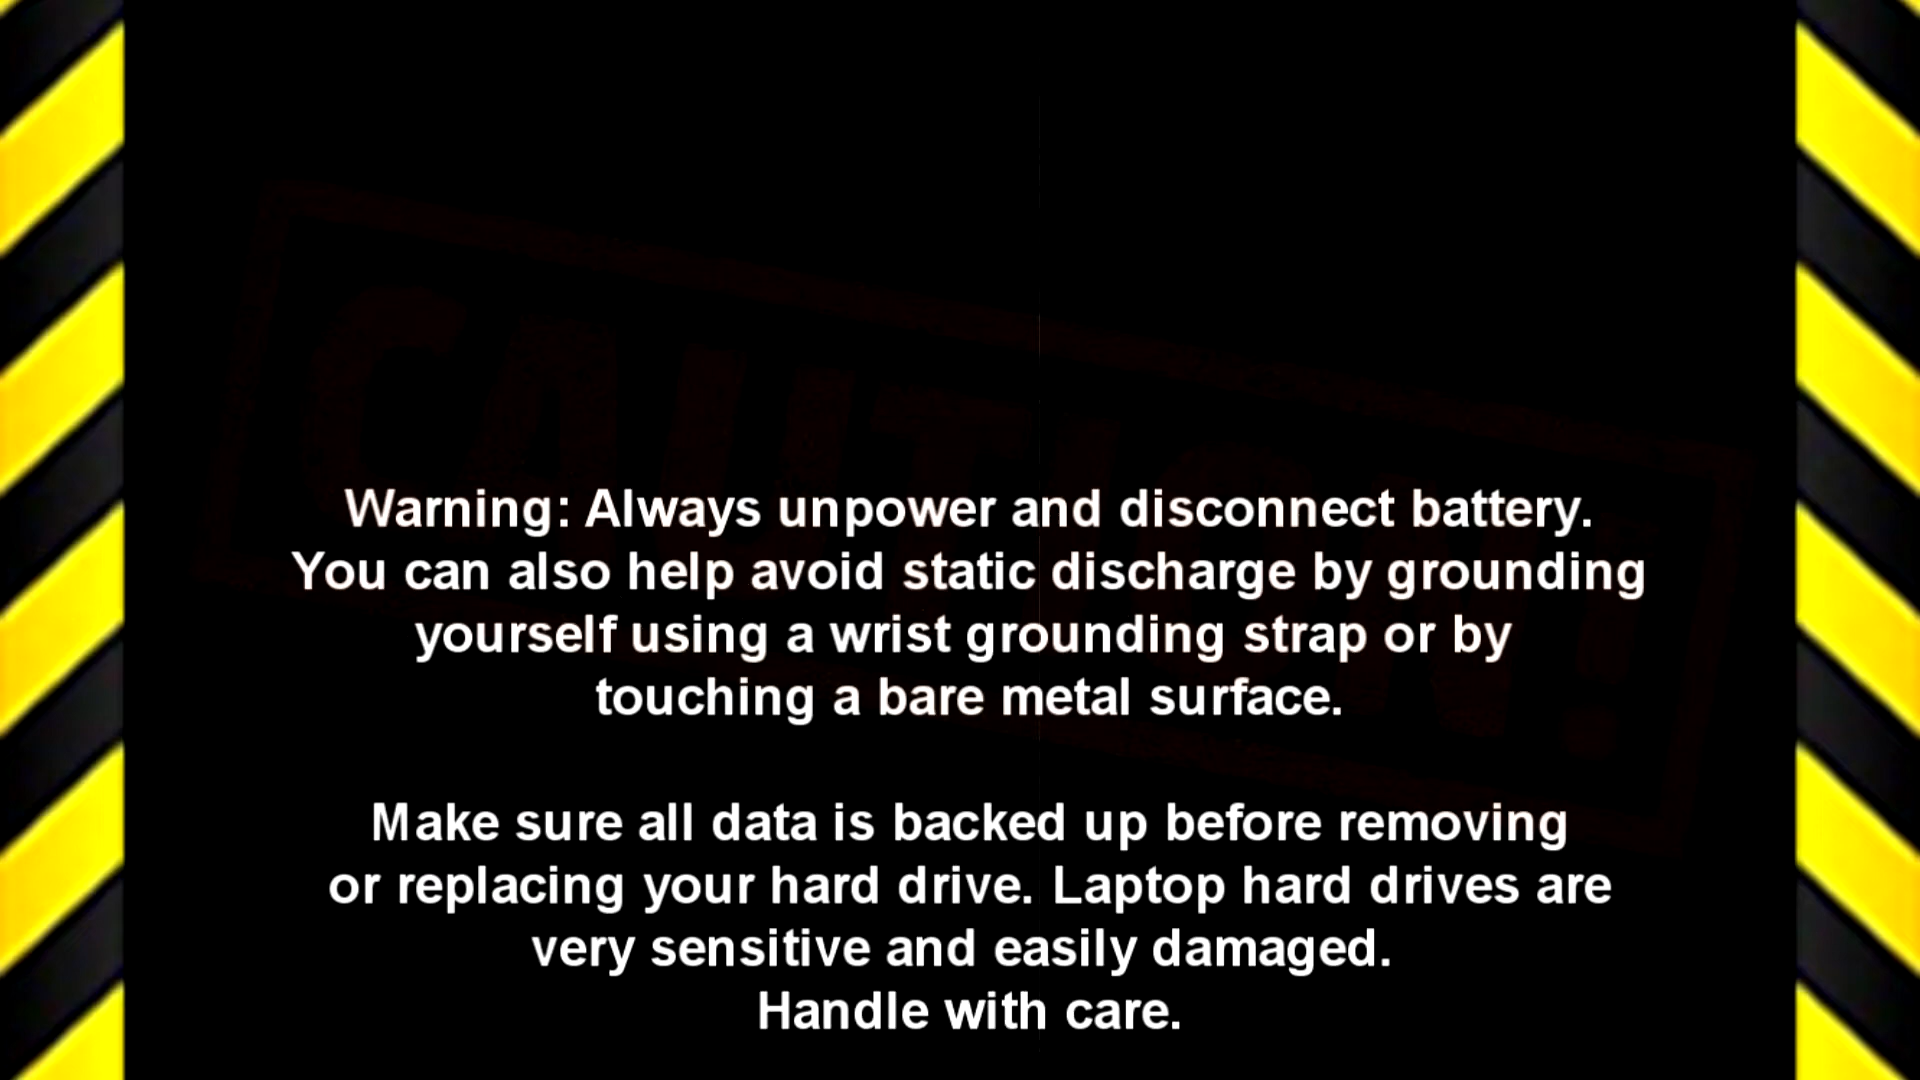 CAUTION!
Warning: Always unpower and disconnect battery.
You can also help avoid static discharge by grounding
yourself using a wrist grounding strap or by
touching a bare metal surface.
Make sure all data is backed up before removing
or replacing your hard drive. Laptop hard drives are
very sensitive and easily damaged.
Handle with care.